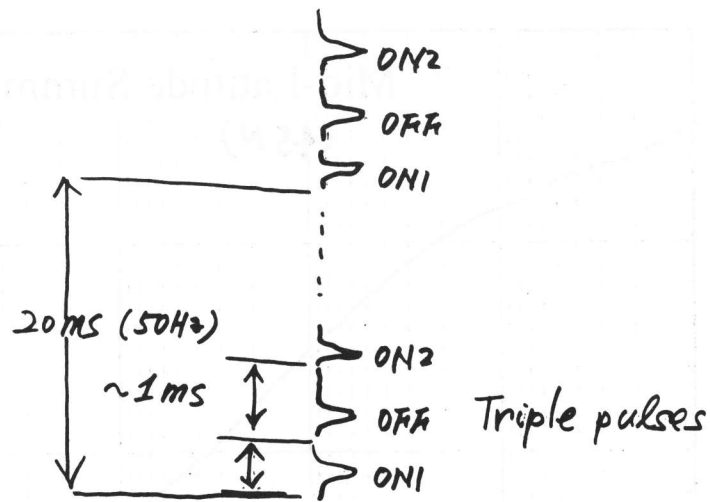 ON2
OFF
ON1
20ms (50Hz)
ON2
~1ms
OFF Triple pulses
ON1